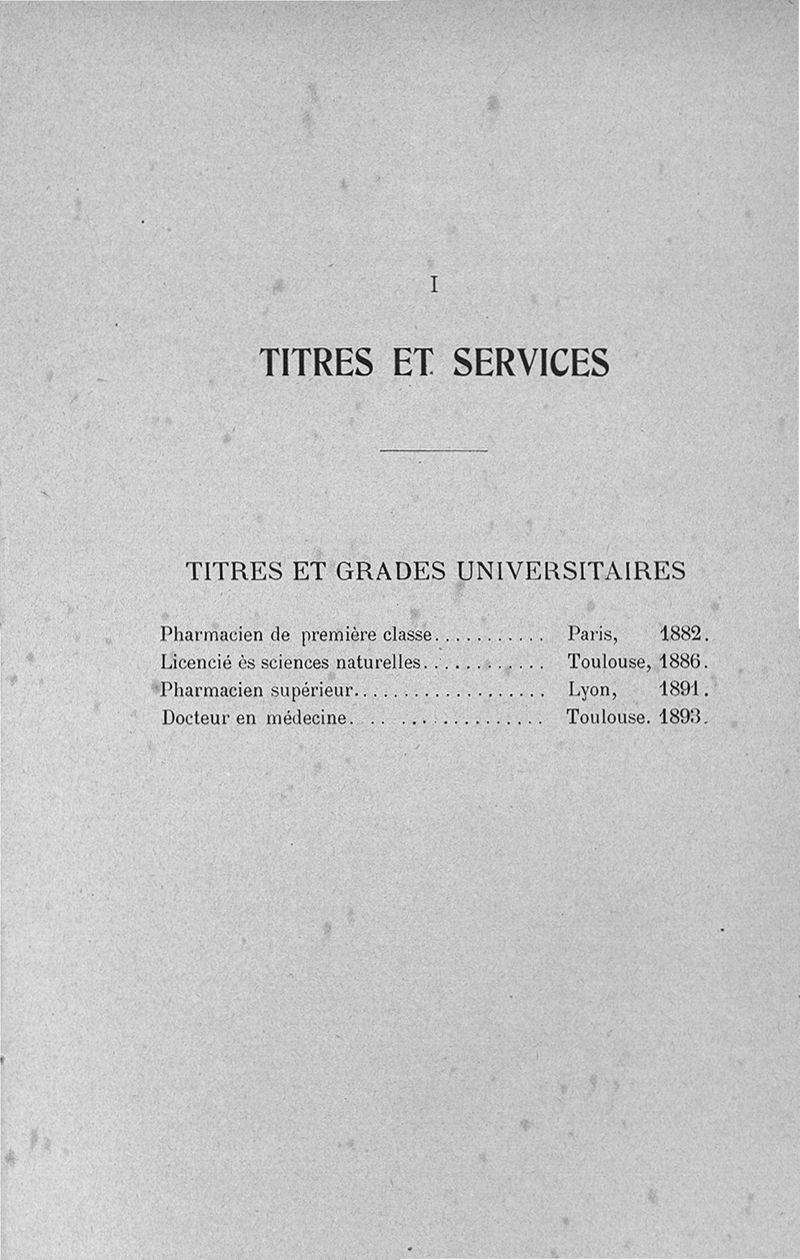 I
TITRES ET SERVICES
TITRES ET GRADES UNIVERSITAIRES
Pharmacien de première classe........... Paris, 1882.
Licencié ès sciences naturelles............ Toulouse, 1886.
Pharmacien supérieur................... Lyon, 1891.
Docteur en médecine.................. Toulouse. 1893.